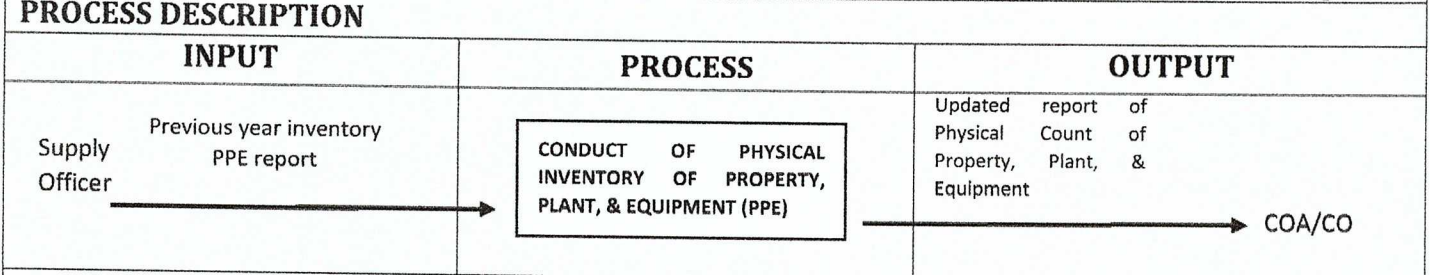 PROCESS DESCRIPTION
INPUT
PROCESS
OUTPUT
Supply
Officer
Previous year inventory
PPE report
CONDUCT OF PHYSICAL
INVENTORY OF PROPERTY,
PLANT, & EQUIPMENT (PPE)
Updated report of
Physical Count of
Property, Plant, &
Equipment
COA/CO